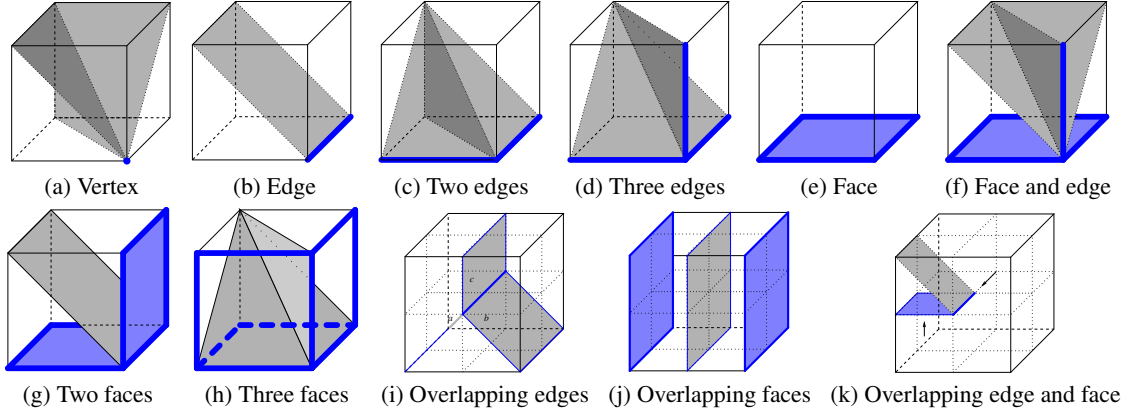 (a) Vertex (b) Edge (c) Two edges (d) Three edges (e) Face (f) Face and edge
c
a b
(g) Two faces (h) Three faces (i) Overlapping edges (j) Overlapping faces (k) Overlapping edge and face